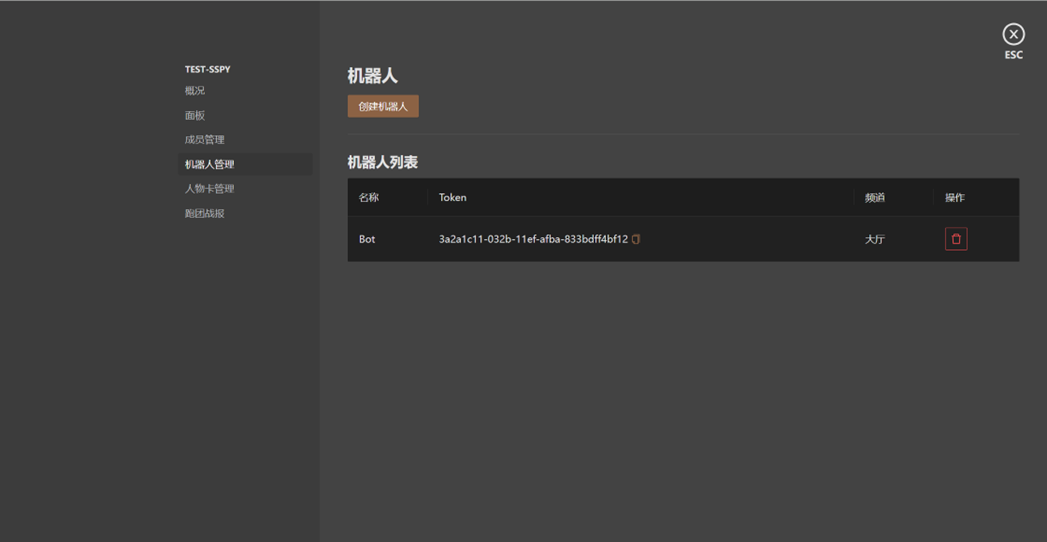 ESC
TEST-SSPY
概况
面板
成员管理
机器人管理
人物卡管理
跑团战报
机器人
创建机器人
机器人列表
名称 Token 频道 操作
Bot 3a2a1c11-032b-11ef-afba-833bdff4bf12 大厅